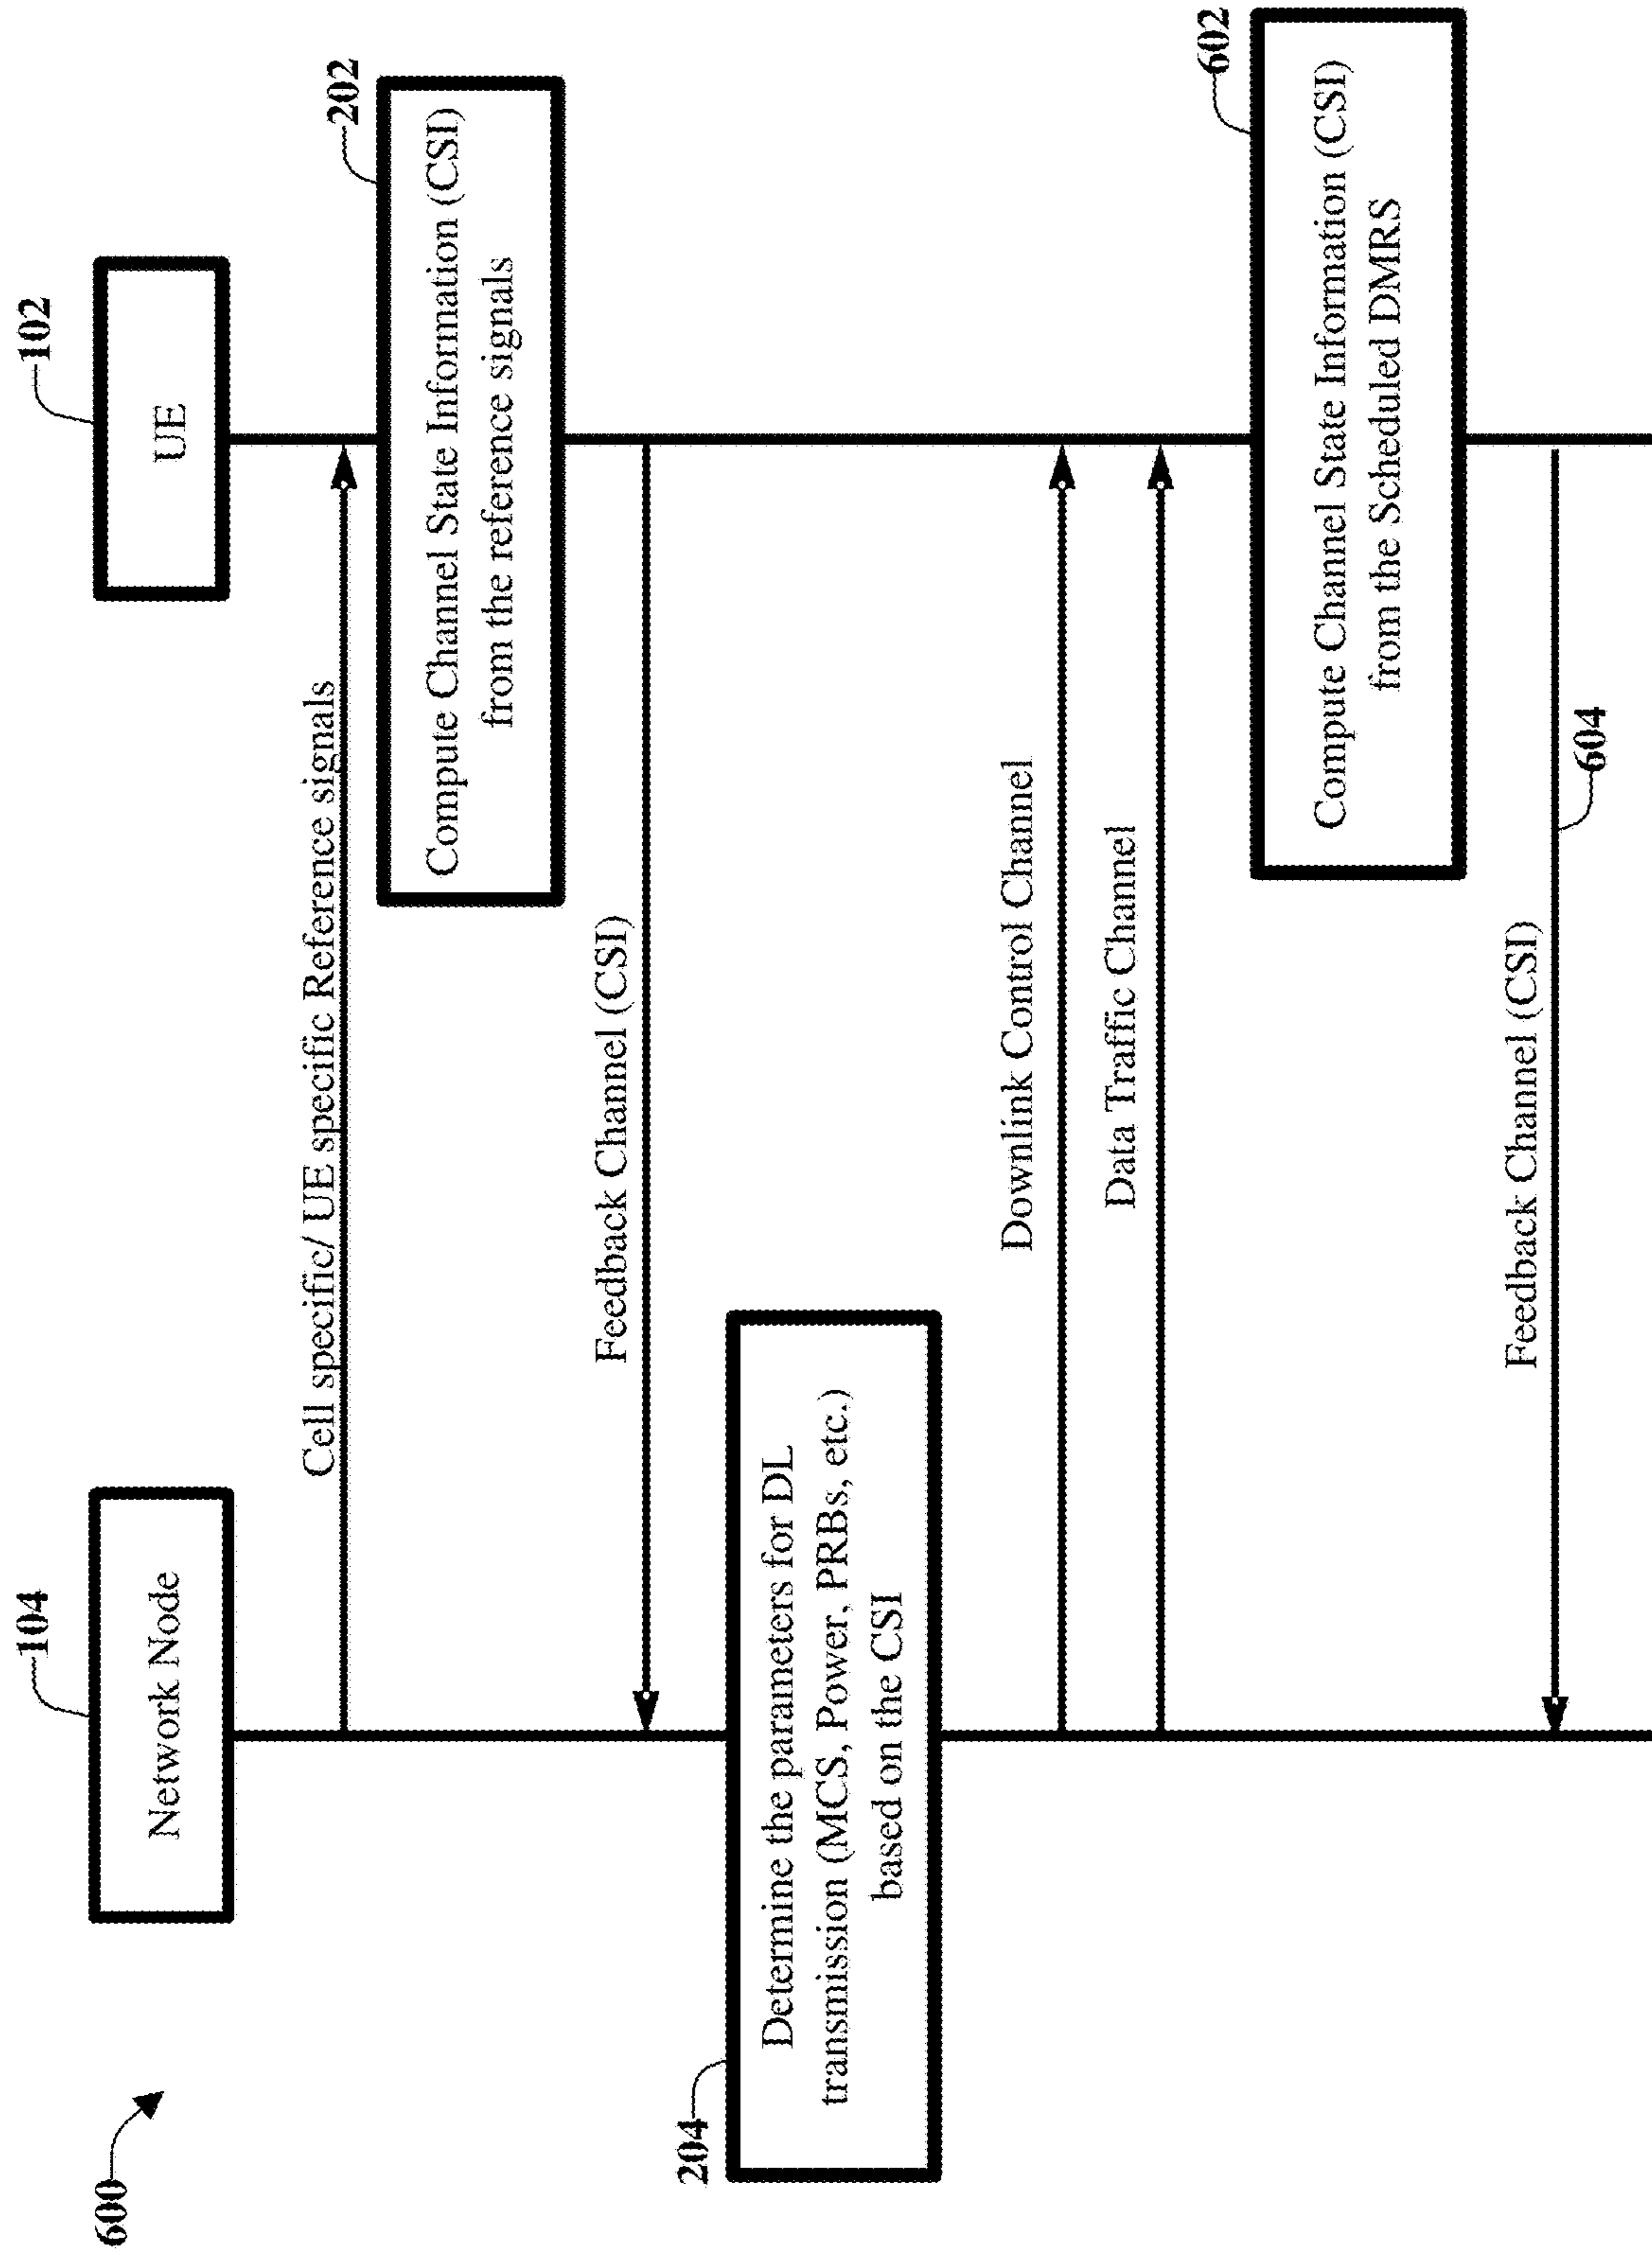 600
104
Network Node
102
UE
Cell specific/ UE specific Reference signals
202
Compute Channel State Information (CSI)
from the reference signals
Feedback Channel (CSI)
204
Determine the parameters for DL
transmission (MCS, Power, PRBs, etc.)
based on the CSI
Downlink Control Channel
Data Traffic Channel
602
Compute Channel State Information (CSI)
from the Scheduled DMRS
Feedback Channel (CSI)
604